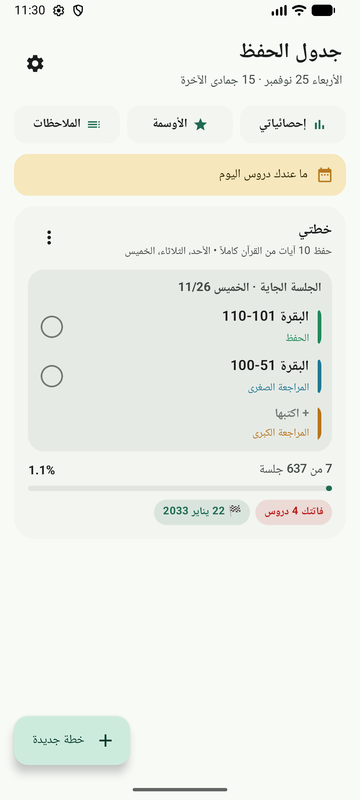 11:30
جدول الحفظ
الأربعاء 25 نوفمبر · 15 جمادى الآخرة
إحصائياتي
الأوسمة
الملاحظات
ما عندك دروس اليوم
خطتي
حفظ 10 آيات من القرآن كاملاً • الأحد، الثلاثاء، الخميس
الجلسة الجاية · الخميس 11/26
البقرة 101-110
الحفظ
البقرة 51-100
المراجعة الصغرى
+ اكتبها
المراجعة الكبرى
7 من 637 جلسة
1.1%
فاتتك 4 دروس
22 يناير 2033
خطة جديدة